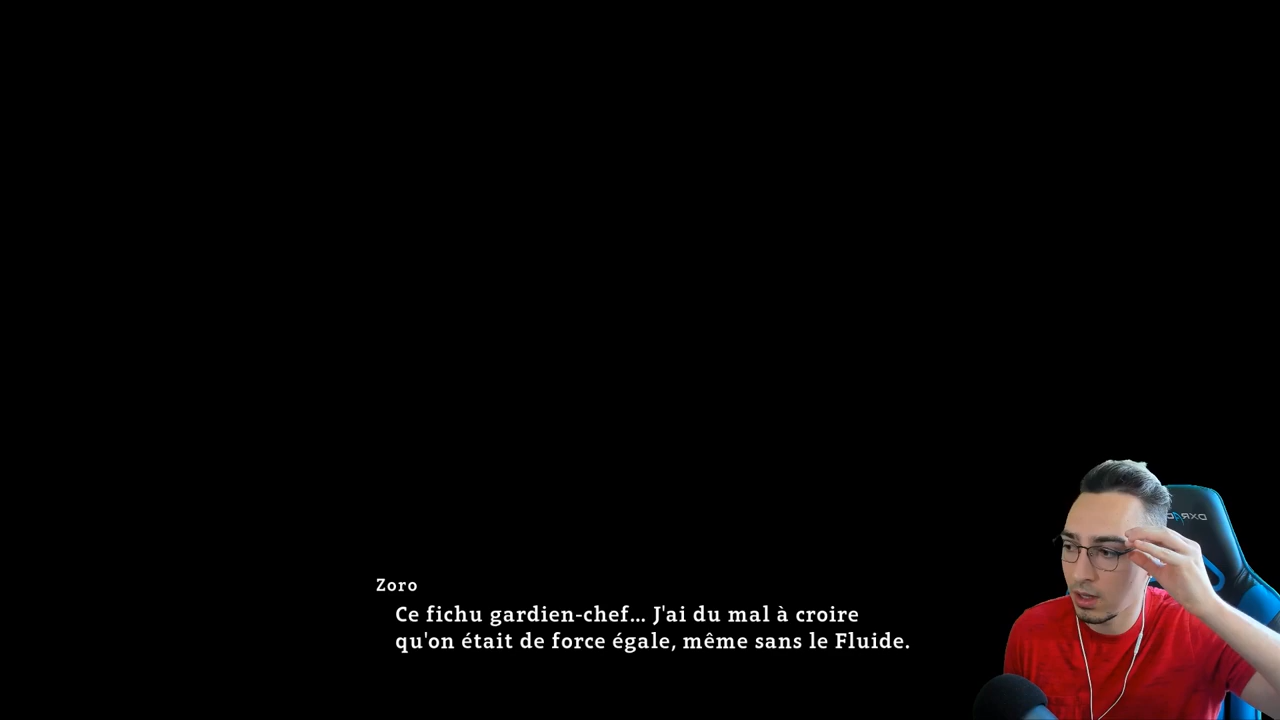 Zoro
Ce fichu gardien-chef... J'ai du mal à croire
qu'on était de force égale, même sans le Fluide.